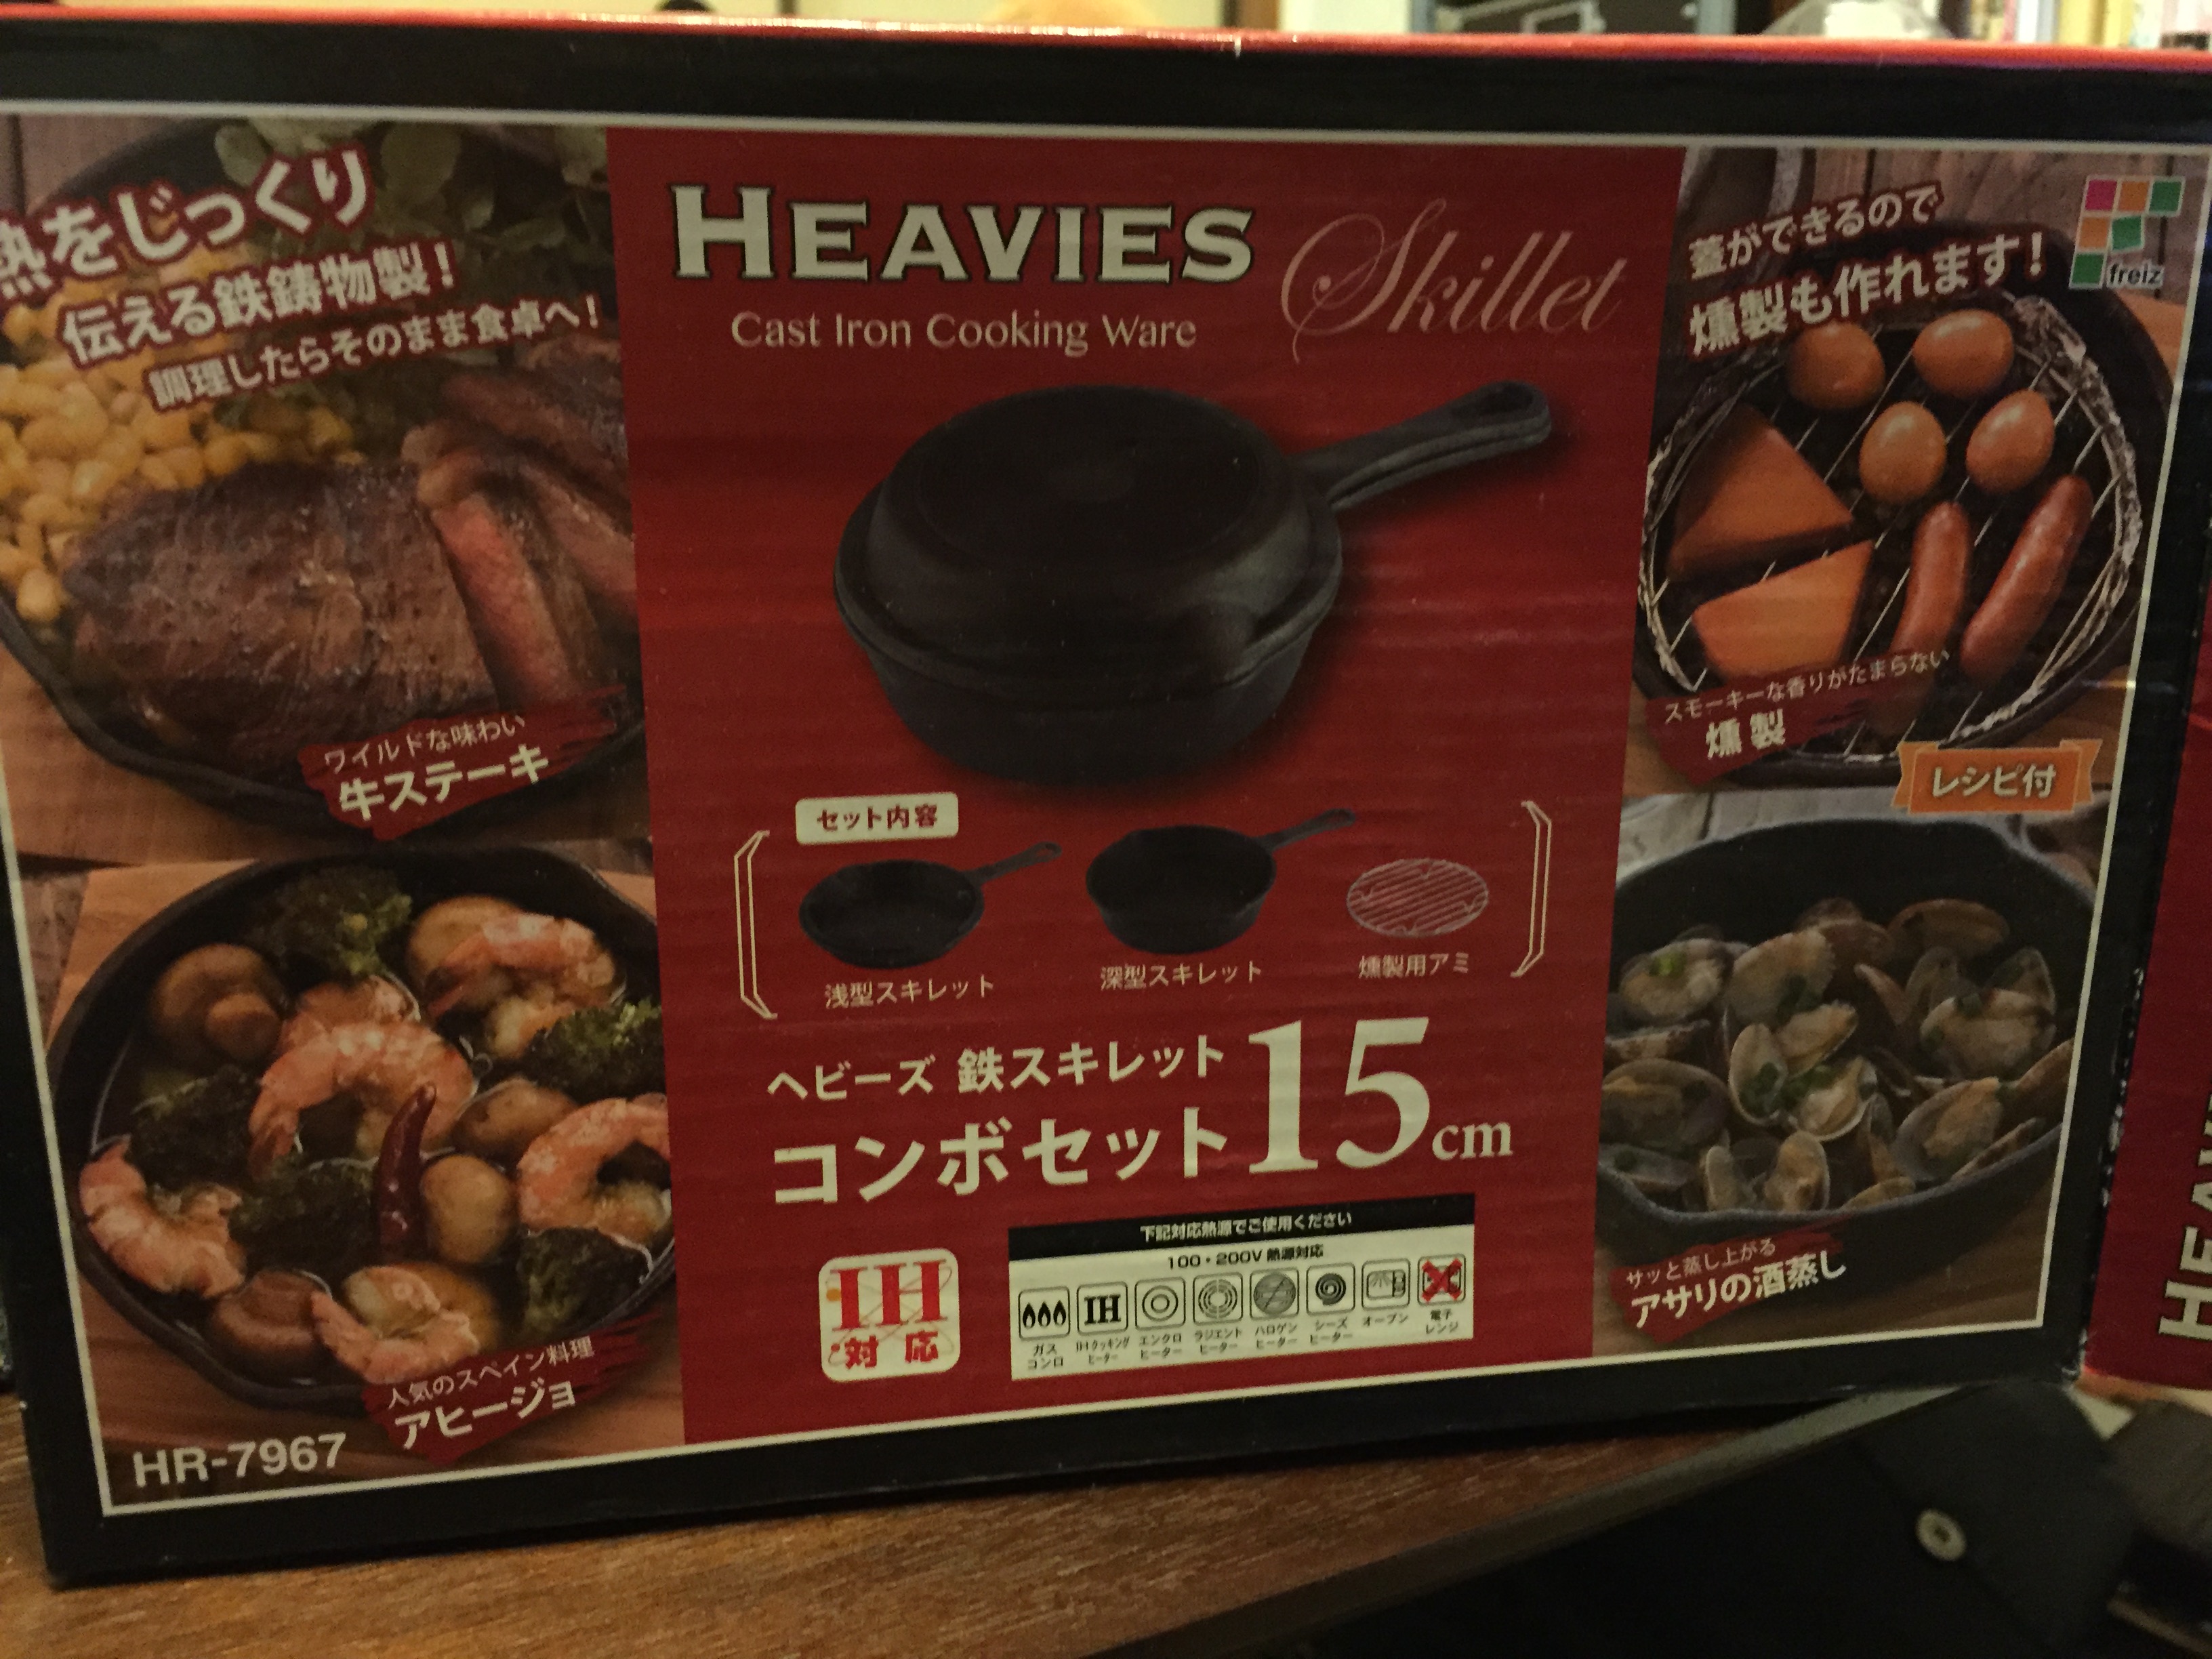 熱をじっくり
伝える鉄鋳物製！
調理したらそのまま食卓へ！
ワイルドな味わい
牛ステーキ
人気のスペイン料理
アヒージョ
HR-7967
HEAVIES Skillet
Cast Iron Cooking Ware
セット内容
浅型スキレット
深型スキレット
燻製用アミ
ヘビーズ 鉄スキレット
コンボセット15cm
IH
対応
下記対応熱源でご使用ください
100・200V 熱源対応
IH
ガスコンロ
IHクッキングヒーター
エンクロヒーター
ラジエントヒーター
ハロゲンヒーター
シーズヒーター
オーブン
電子レンジ
蓋ができるので
燻製も作れます！
freiz
スモーキーな香りがたまらない
燻製
レシピ付
サッと蒸し上がる
アサリの酒蒸し